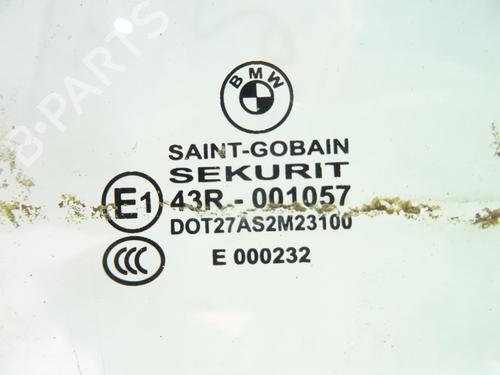 B-PARTS
BMW
SAINT-GOBAIN
SEKURIT
E1 43R - 001057
DOT27AS2M23100
CCC E 000232